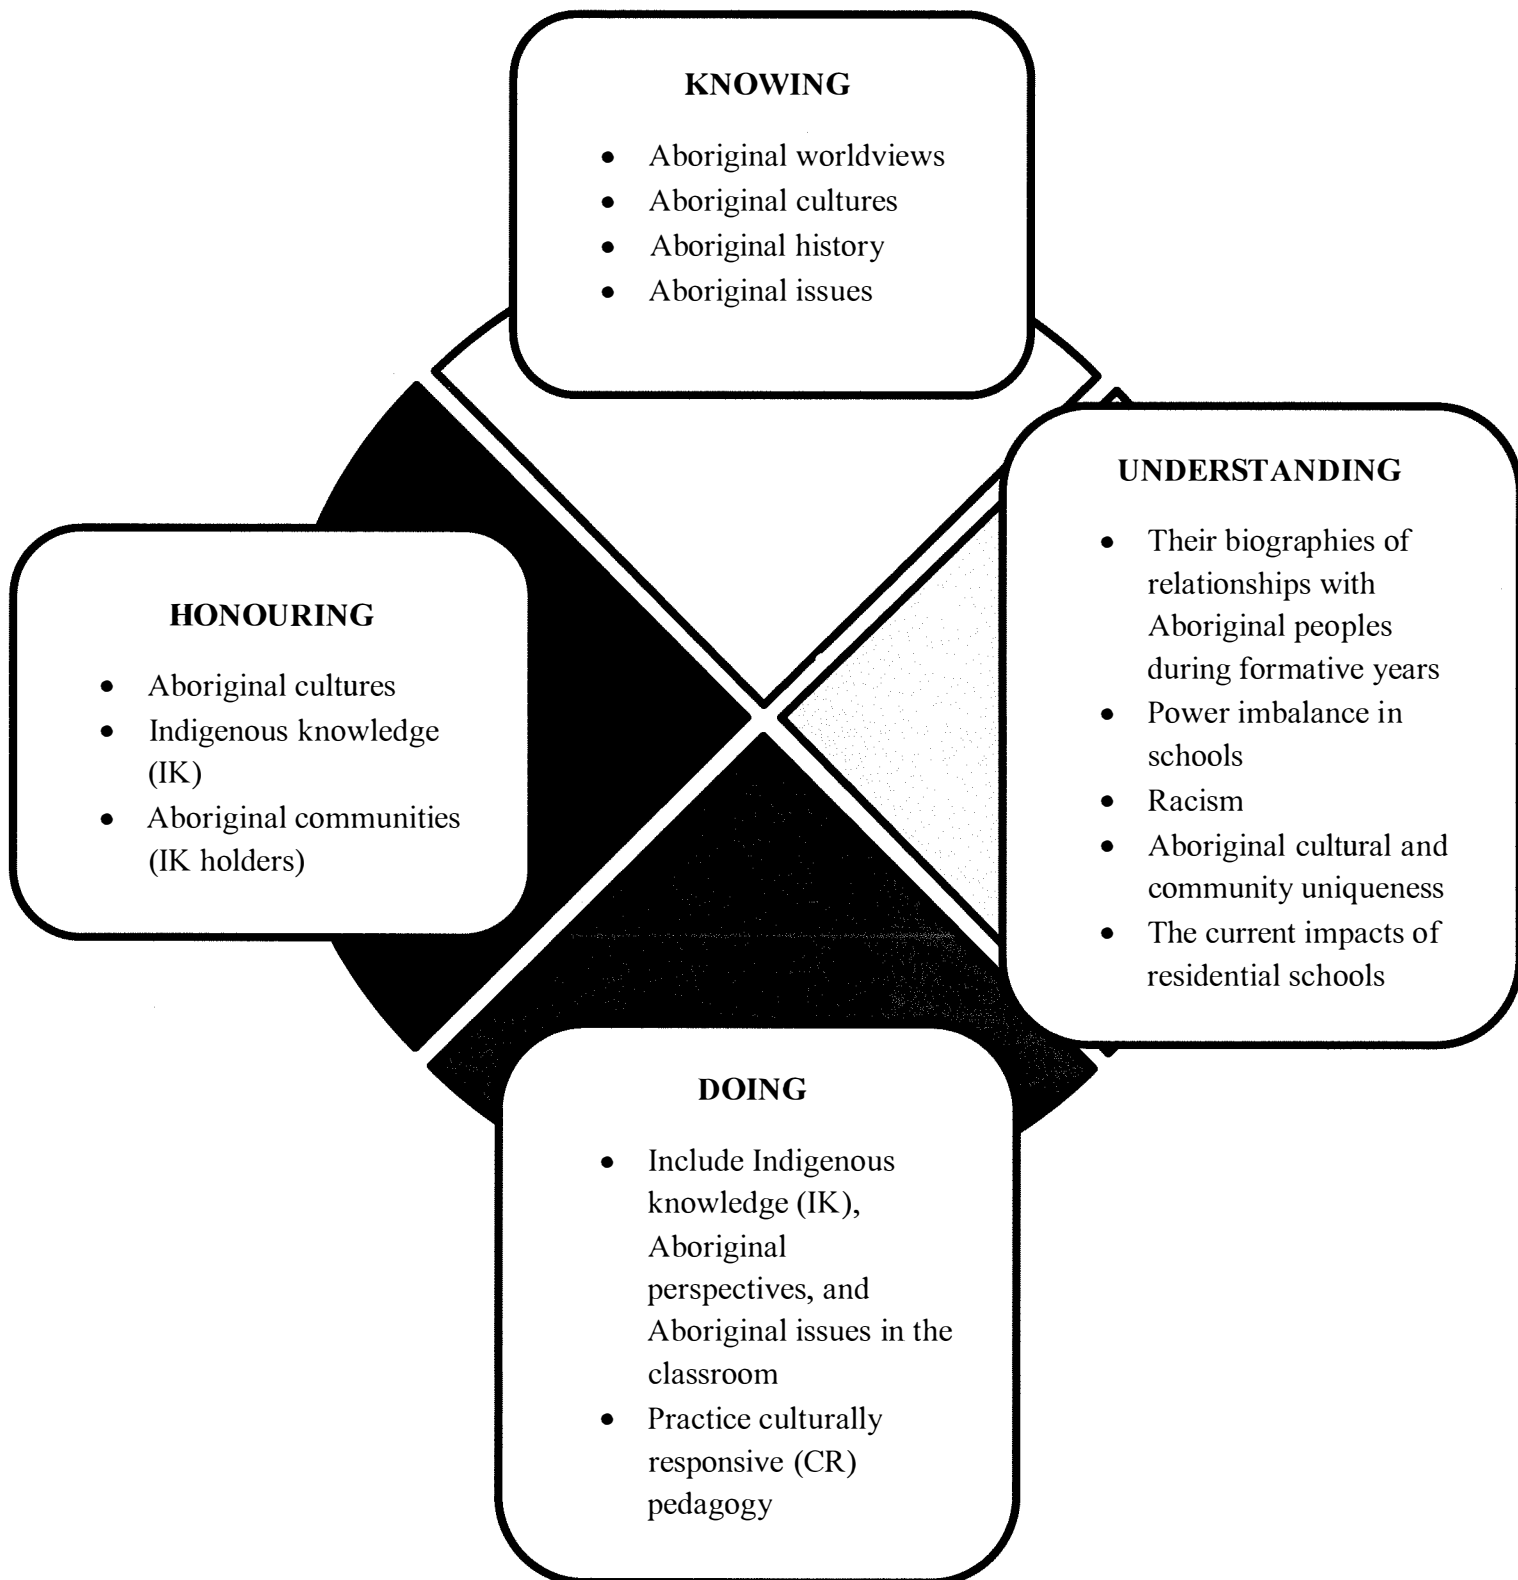 KNOWING
• Aboriginal worldviews
• Aboriginal cultures
• Aboriginal history
• Aboriginal issues
UNDERSTANDING
• Their biographies of
relationships with
Aboriginal peoples
during formative years
• Power imbalance in
schools
• Racism
• Aboriginal cultural and
community uniqueness
• The current impacts of
residential schools
HONOURING
• Aboriginal cultures
• Indigenous knowledge
(IK)
• Aboriginal communities
(IK holders)
DOING
• Include Indigenous
knowledge (IK),
Aboriginal
perspectives, and
Aboriginal issues in the
classroom
• Practice culturally
responsive (CR)
pedagogy